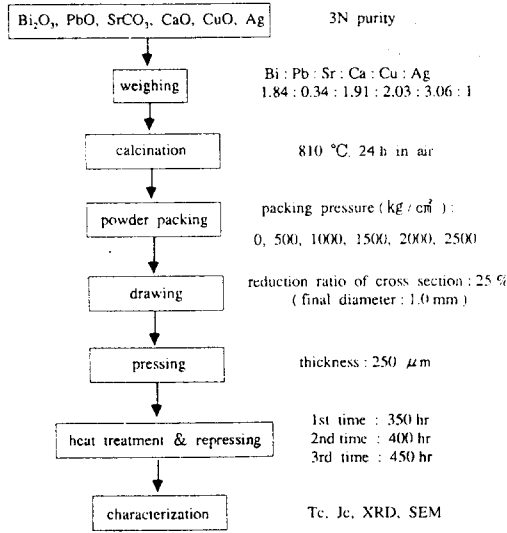 Bi₂O₃, PbO, SrCO₃, CaO, CuO, Ag
3N purity
weighing
Bi : Pb : Sr : Ca : Cu : Ag
1.84 : 0.34 : 1.91 : 2.03 : 3.06 : 1
calcination
810 ℃, 24 h in air
powder packing
packing pressure ( kg / cm² ) :
0, 500, 1000, 1500, 2000, 2500
drawing
reduction ratio of cross section : 25 %
( final diameter : 1.0 mm )
pressing
thickness : 250 μm
heat treatment & repressing
1st time : 350 hr
2nd time : 400 hr
3rd time : 450 hr
characterization
Tc, Jc, XRD, SEM